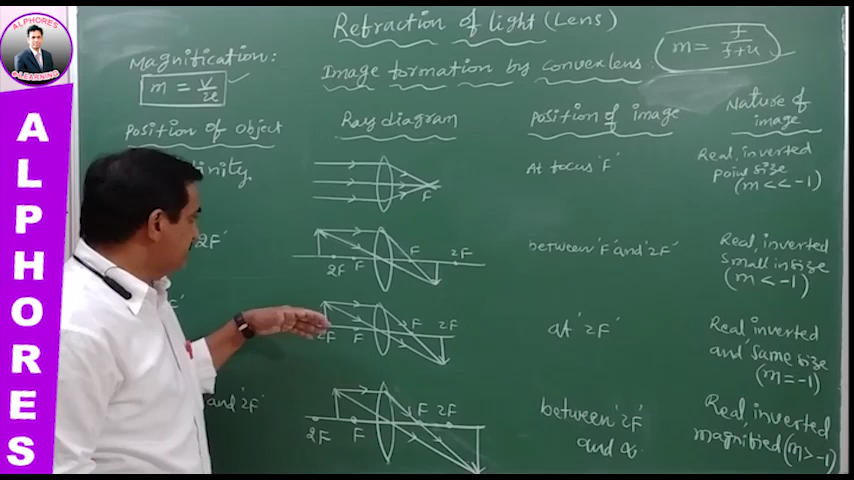 ALPHORES
e-LEARNING
ALPHORES
Refraction of light (Lens)
Magnification:
m = v/u
Image formation by convexlens
m = f/f+u
Position of object
Ray diagram
Position of image
Nature of
image
F
At focus 'F'
Real, inverted
point size
(m << -1)
2F'
2F F 2F
between 'F' and '2F'
Real, inverted
small in size
(m < -1)
2F F F 2F
at '2F'
Real, inverted
and same size
(m = -1)
and '2F'
2F F F 2F
between '2F'
and ∝
Real, inverted
magnified (m > -1)